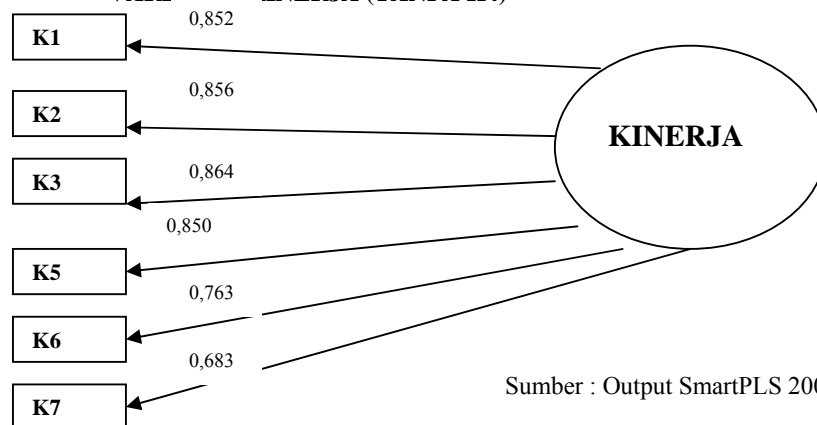 0,852
K1
0,856
K2
KINERJA
0,864
K3
0,850
K5
0,763
K6
0,683
Sumber : Output SmartPLS 200
K7